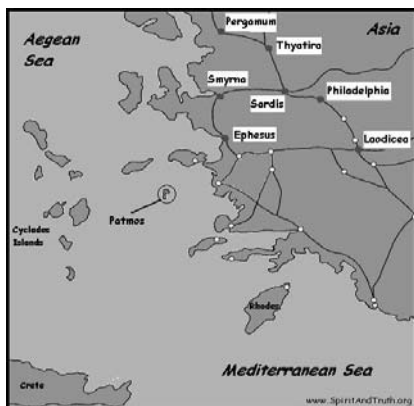 Pergamum
Aegean
Sea
Asia
Thyatira
Smyrna
Sardis
Philadelphia
Ephesus
Laodicea
Patmos
Cyclades
Islands
Rhodes
Mediterranean Sea
Crete
www.SpiritAndTruth.org